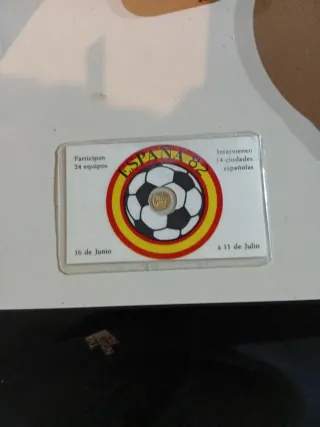 ESPAÑA 82
Participan
24 equipos
Intervienen
14 ciudades
españolas
16 de Junio
a 11 de Julio